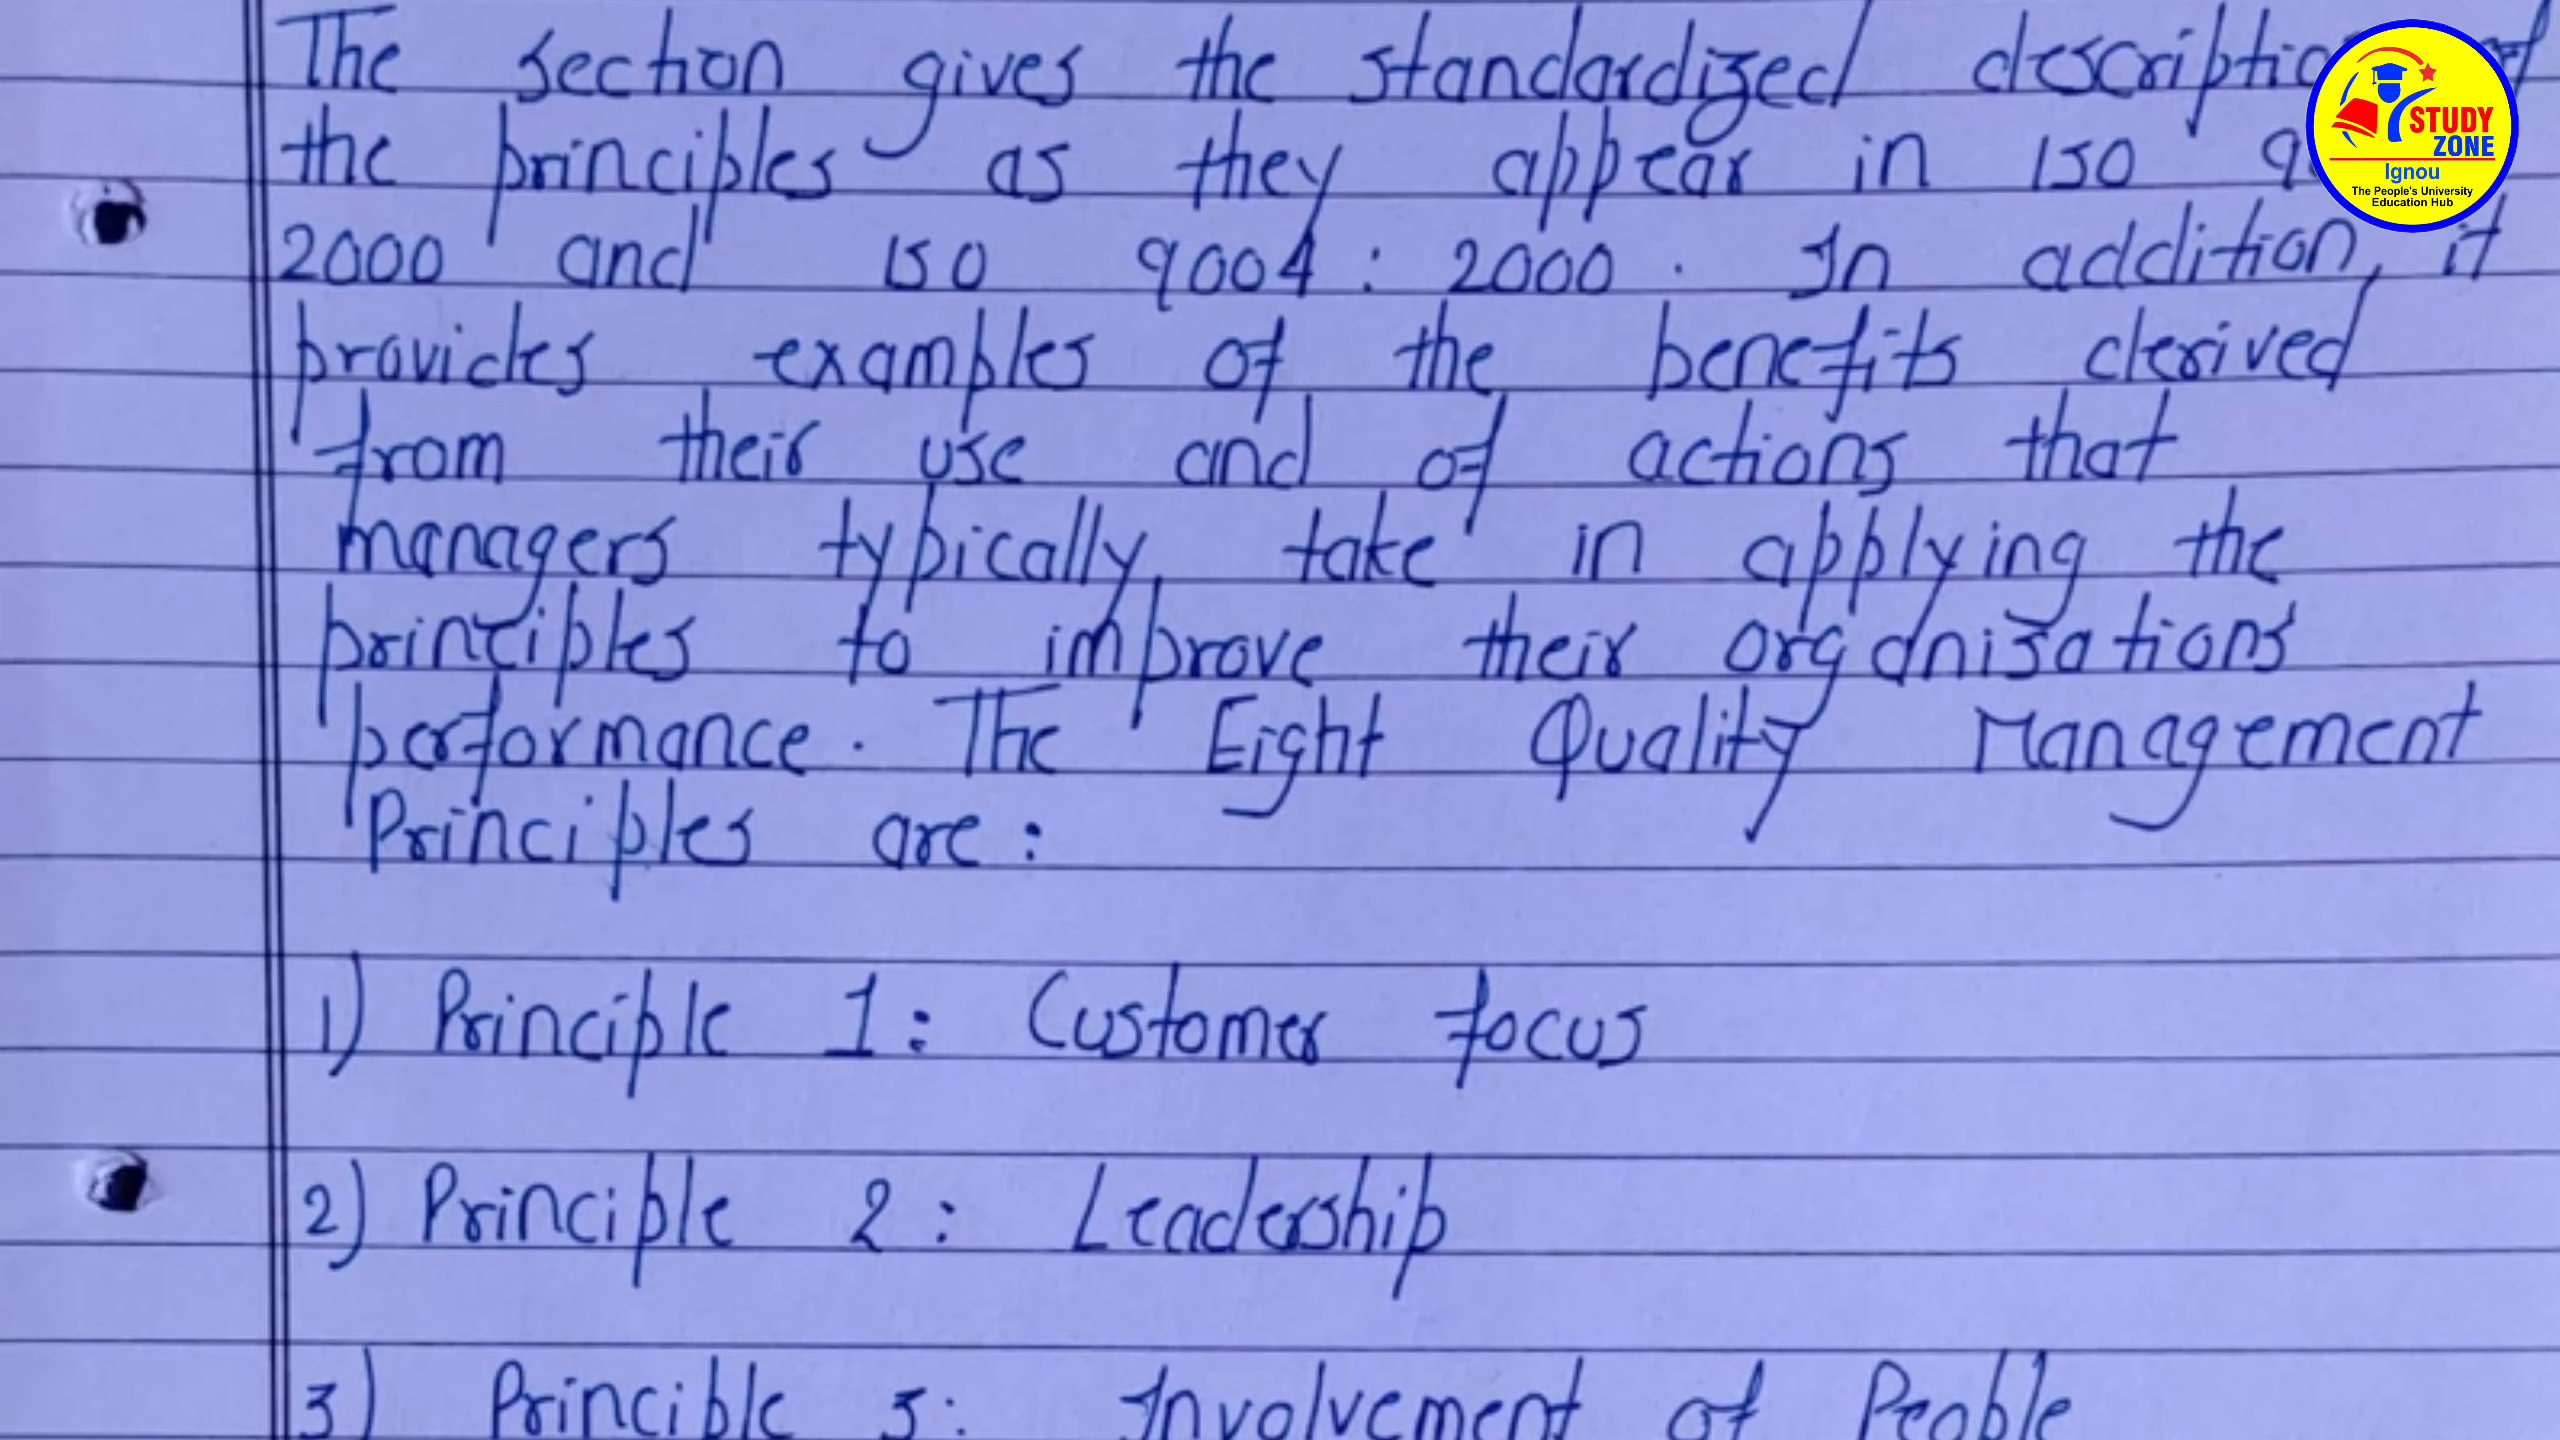 The section gives the standardized description of
the principles as they appear in ISO
2000 and ISO 9004 : 2000 . In addition, it
provides examples of the benefits derived
from their use and of actions that
managers typically, take in applying the
principles to improve their organisations
performance . The Eight Quality Management
Principles are :
1) Principle 1 : Customer focus
2) Principle 2 : Leadership
3) Principle 3 : Involvement of People
STUDY
ZONE
Ignou
The People's University
Education Hub